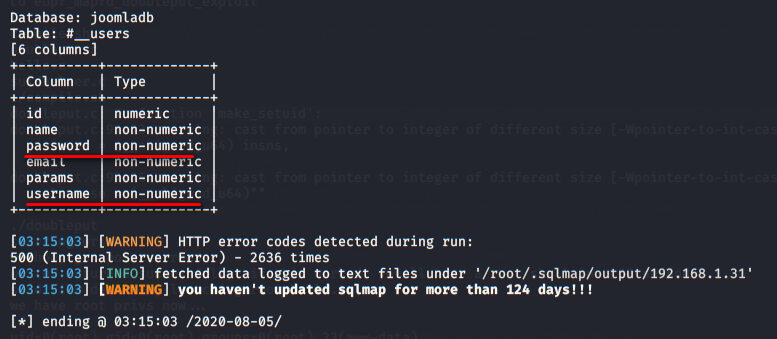 Database: joomladb
Table: #__users
[6 columns]
+----------+-------------+
| Column   | Type        |
+----------+-------------+
| id       | numeric     |
| name     | non-numeric |
| password | non-numeric |
| email    | non-numeric |
| params   | non-numeric |
| username | non-numeric |
+----------+-------------+
[03:15:03] [WARNING] HTTP error codes detected during run:
500 (Internal Server Error) - 2636 times
[03:15:03] [INFO] fetched data logged to text files under '/root/.sqlmap/output/192.168.1.31'
[03:15:03] [WARNING] you haven't updated sqlmap for more than 124 days!!!
[*] ending @ 03:15:03 /2020-08-05/